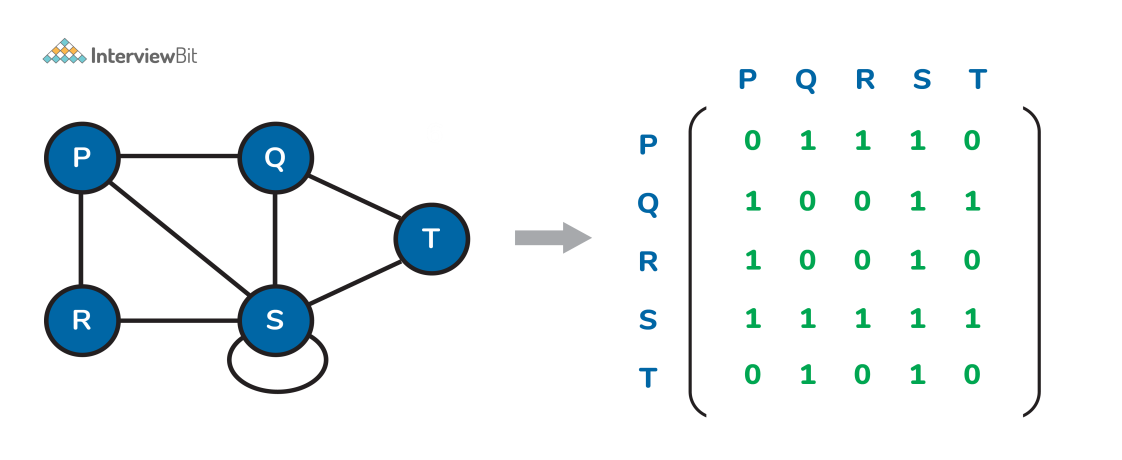 InterviewBit
P Q R S T
P 0 1 1 1 0
Q 1 0 0 1 1
R 1 0 0 1 0
S 1 1 1 1 1
T 0 1 0 1 0
P Q
T
R S